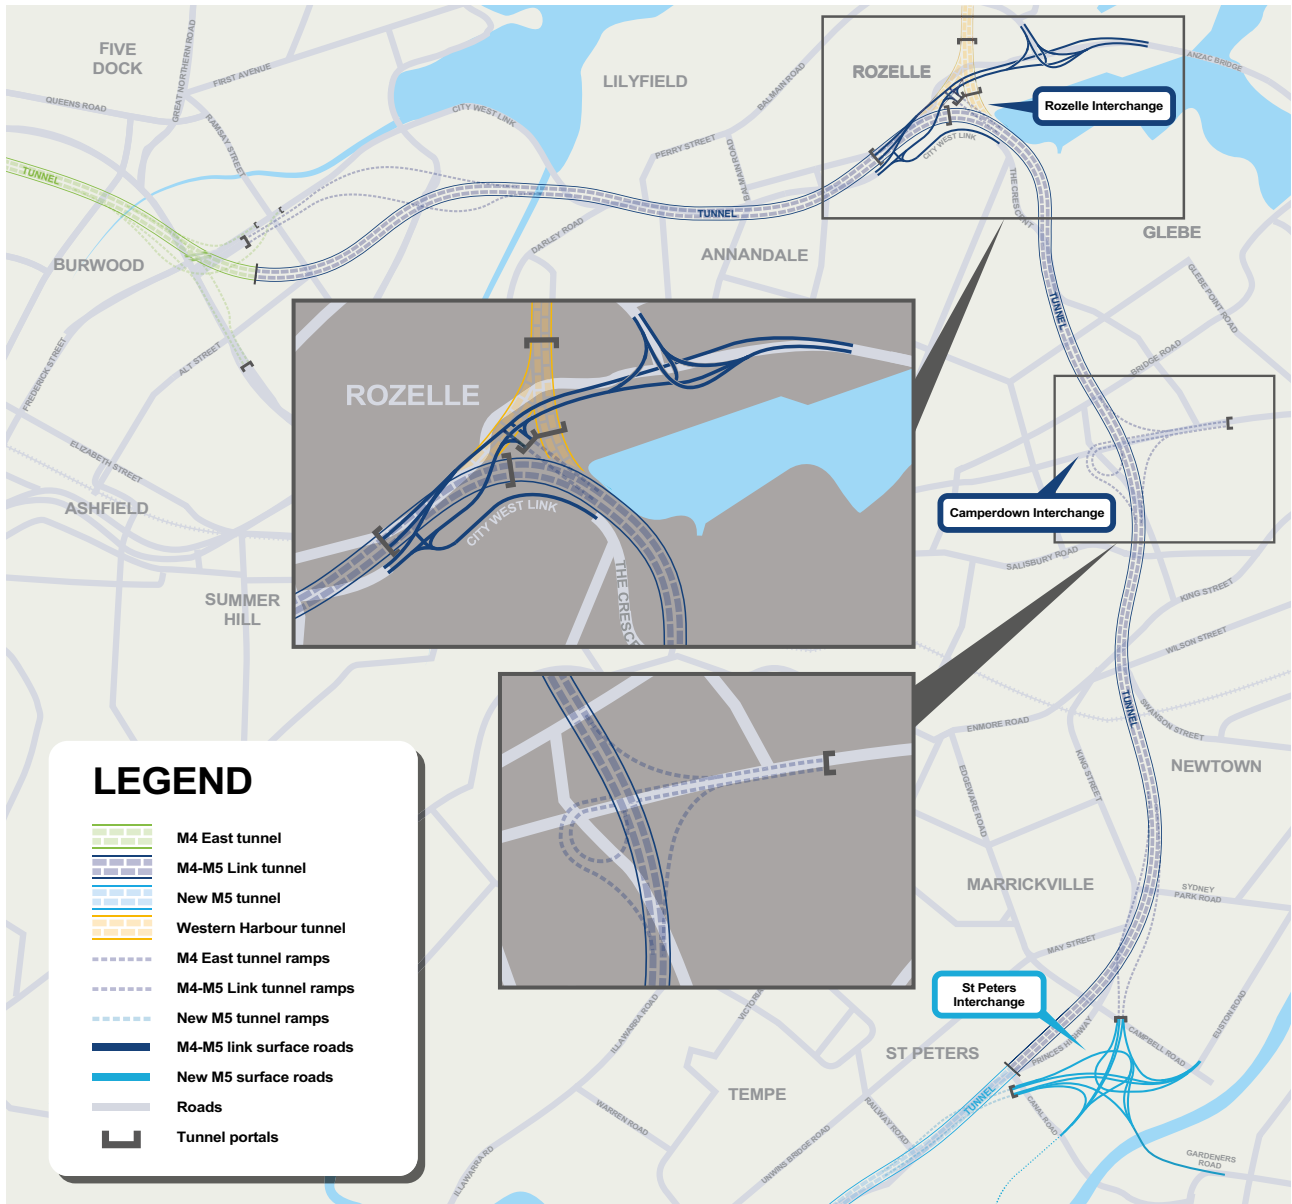 FIVE
DOCK
GREAT NORTHERN ROAD
FIRST AVENUE
QUEENS ROAD
RAMSAY STREET
CITY WEST LINK
LILYFIELD
BALMAIN ROAD
PERRY STREET
BALMAIN ROAD
ROZELLE
ANZAC BRIDGE
Rozelle Interchange
CITY WEST LINK
THE CRESCENT
TUNNEL
TUNNEL
BURWOOD
DARLEY ROAD
ANNANDALE
GLEBE
GLEBE POINT ROAD
TUNNEL
BRIDGE ROAD
FREDERICK STREET
ALT STREET
ELIZABETH STREET
ASHFIELD
SUMMER
HILL
ROZELLE
CITY WEST LINK
THE CRESC
Camperdown Interchange
SALISBURY ROAD
KING STREET
WILSON STREET
TUNNEL
SWANSON STREET
ENMORE ROAD
KING STREET
EDGEWARE ROAD
NEWTOWN
MARRICKVILLE
SYDNEY
PARK ROAD
MAY STREET
St Peters
Interchange
ILLAWARRA ROAD
VICTORIA
PRINCES HIGHWAY
CAMPBELL ROAD
EUSTON ROAD
ST PETERS
TEMPE
TUNNEL
CANAL ROAD
RAILWAY ROAD
WARREN ROAD
UNWINS BRIDGE ROAD
ILLAWARRA RD
GARDENERS
ROAD
LEGEND
M4 East tunnel
M4-M5 Link tunnel
New M5 tunnel
Western Harbour tunnel
M4 East tunnel ramps
M4-M5 Link tunnel ramps
New M5 tunnel ramps
M4-M5 link surface roads
New M5 surface roads
Roads
Tunnel portals